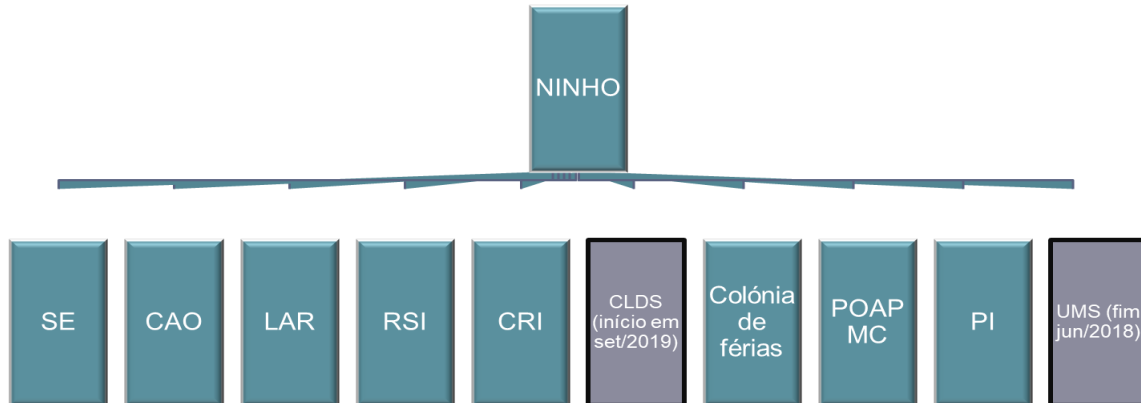 NINHO
SE
CAO
LAR
RSI
CRI
CLDS
(início em
set/2019)
Colónia
de
férias
POAP
MC
PI
UMS (fim
jun/2018)